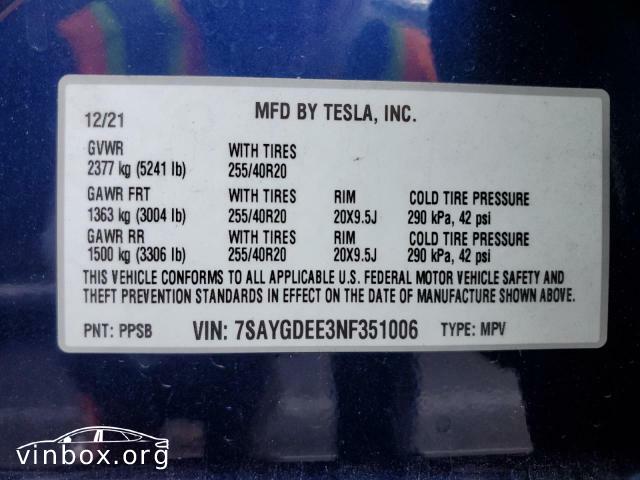 MFD BY TESLA, INC.
12/21
GVWR WITH TIRES
2377 kg (5241 lb) 255/40R20
GAWR FRT WITH TIRES RIM COLD TIRE PRESSURE
1363 kg (3004 lb) 255/40R20 20X9.5J 290 kPa, 42 psi
GAWR RR WITH TIRES RIM COLD TIRE PRESSURE
1500 kg (3306 lb) 255/40R20 20X9.5J 290 kPa, 42 psi
THIS VEHICLE CONFORMS TO ALL APPLICABLE U.S. FEDERAL MOTOR VEHICLE SAFETY AND
THEFT PREVENTION STANDARDS IN EFFECT ON THE DATE OF MANUFACTURE SHOWN ABOVE.
PNT: PPSB VIN: 7SAYGDEE3NF351006 TYPE: MPV
vinbox.org